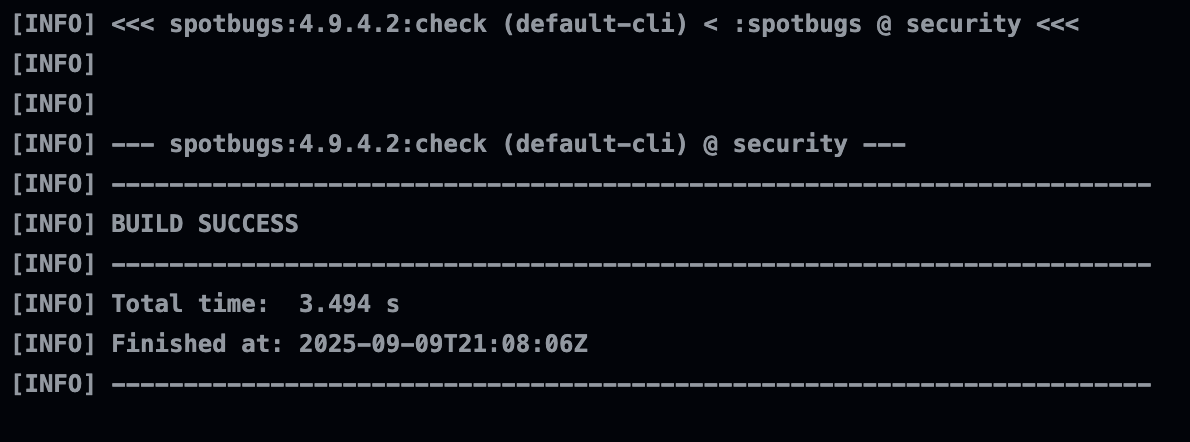 [INFO] <<< spotbugs:4.9.4.2:check (default-cli) < :spotbugs @ security <<<
[INFO]
[INFO]
[INFO] --- spotbugs:4.9.4.2:check (default-cli) @ security ---
[INFO] ------------------------------------------------------------------------
[INFO] BUILD SUCCESS
[INFO] ------------------------------------------------------------------------
[INFO] Total time:  3.494 s
[INFO] Finished at: 2025-09-09T21:08:06Z
[INFO] ------------------------------------------------------------------------